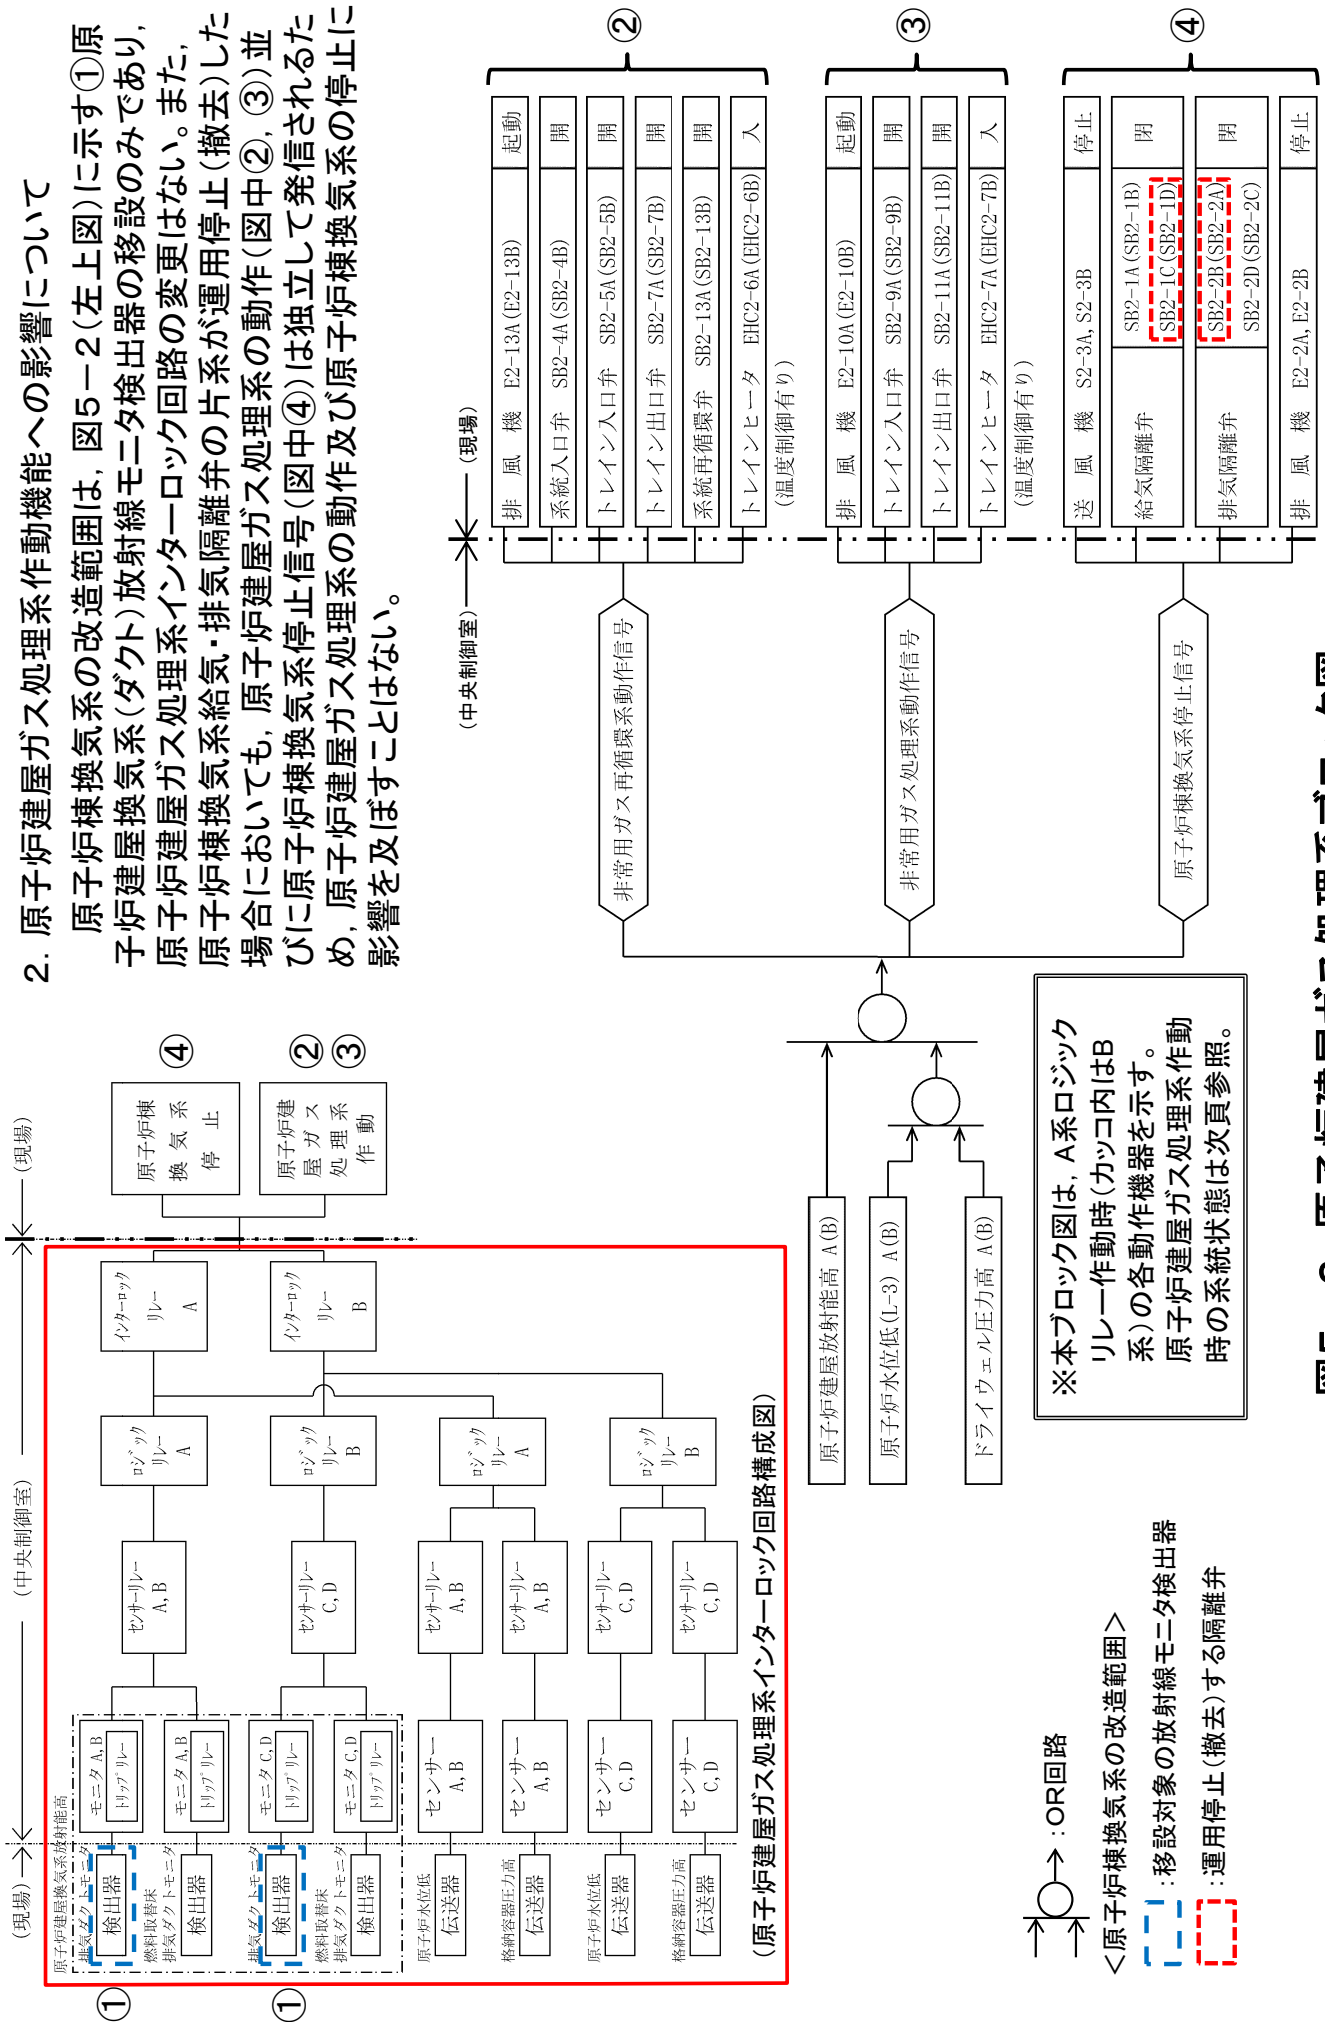 2. 原子炉建屋ガス処理系作動機能への影響について
原子炉棟換気系の改造範囲は，図5－2(左上図)に示す①原
子炉建屋換気系(ダクト)放射線モニタ検出器の移設のみであり，
原子炉建屋ガス処理系インターロック回路の変更はない。また，
原子炉棟換気系給気・排気隔離弁の片系が運用停止(撤去)した
場合においても，原子炉建屋ガス処理系の動作(図中②，③)並
びに原子炉棟換気系停止信号(図中④)は独立して発信されるた
め，原子炉建屋ガス処理系の動作及び原子炉棟換気系の停止に
影響を及ぼすことはない。
(現場)
(中央制御室)
(現場)
原子炉建屋換気系放射能高
排気ダクトモニタ
検出器
モニタ A,B
トリップリレー
①
燃料取替床
排気ダクトモニタ
検出器
モニタ A,B
トリップリレー
センサーリレー
A,B
ロジック
リレー
A
インターロック
リレー
A
原子炉棟
換気系
停止
④
排気ダクトモニタ
検出器
モニタ C,D
トリップリレー
①
燃料取替床
排気ダクトモニタ
検出器
モニタ C,D
トリップリレー
センサーリレー
C,D
ロジック
リレー
B
インターロック
リレー
B
原子炉建
屋ガス
処理系
作動
②
③
原子炉水位低
伝送器
センサー
A,B
センサーリレー
A,B
格納容器圧力高
伝送器
センサー
A,B
センサーリレー
A,B
ロジック
リレー
A
原子炉水位低
伝送器
センサー
C,D
センサーリレー
C,D
格納容器圧力高
伝送器
センサー
C,D
センサーリレー
C,D
ロジック
リレー
B
(原子炉建屋ガス処理系インターロック回路構成図)
(中央制御室)
(現場)
原子炉建屋放射能高 A(B)
原子炉水位低(L-3) A(B)
ドライウェル圧力高 A(B)
非常用ガス再循環系動作信号
排 風 機 E2-13A(E2-13B) 起動
系統入口弁 SB2-4A(SB2-4B) 開
トレイン入口弁 SB2-5A(SB2-5B) 開
トレイン出口弁 SB2-7A(SB2-7B) 開
系統再循環弁 SB2-13A(SB2-13B) 開
トレインヒータ EHC2-6A(EHC2-6B) 入
(温度制御有り)
②
非常用ガス処理系動作信号
排 風 機 E2-10A(E2-10B) 起動
トレイン入口弁 SB2-9A(SB2-9B) 開
トレイン出口弁 SB2-11A(SB2-11B) 開
トレインヒータ EHC2-7A(EHC2-7B) 入
(温度制御有り)
③
原子炉棟換気系停止信号
送 風 機 S2-3A, S2-3B 停止
給気隔離弁
SB2-1A(SB2-1B)
SB2-1C(SB2-1D)
閉
排気隔離弁
SB2-2B(SB2-2A)
SB2-2D(SB2-2C)
閉
排 風 機 E2-2A, E2-2B 停止
④
※本ブロック図は，A系ロジック
リレー作動時(カッコ内はB
系)の各動作機器を示す。
原子炉建屋ガス処理系作動
時の系統状態は次頁参照。
:OR回路
＜原子炉棟換気系の改造範囲＞
:移設対象の放射線モニタ検出器
:運用停止(撤去)する隔離弁